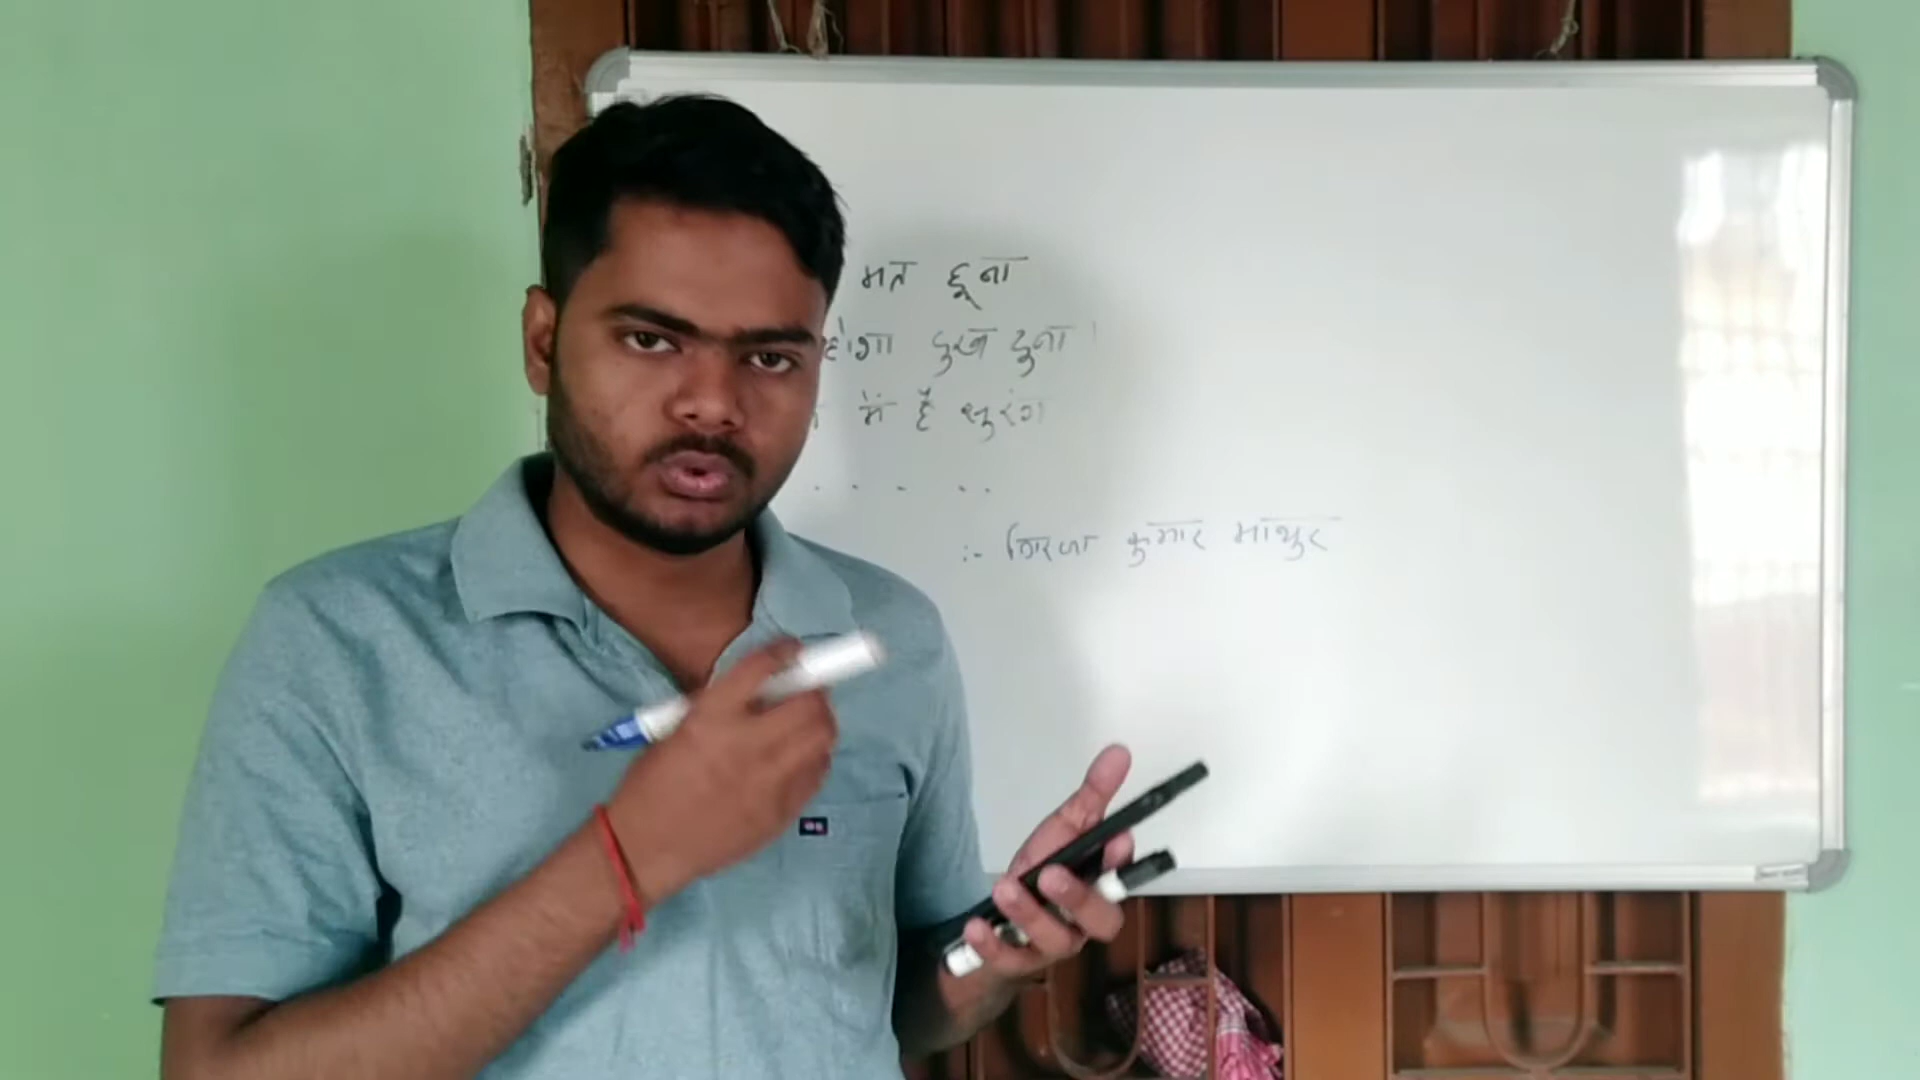 मत छूना
होगा दुख दूना।
में है सुरंग
. . . . ..
:- गिरजा कुमार माथुर